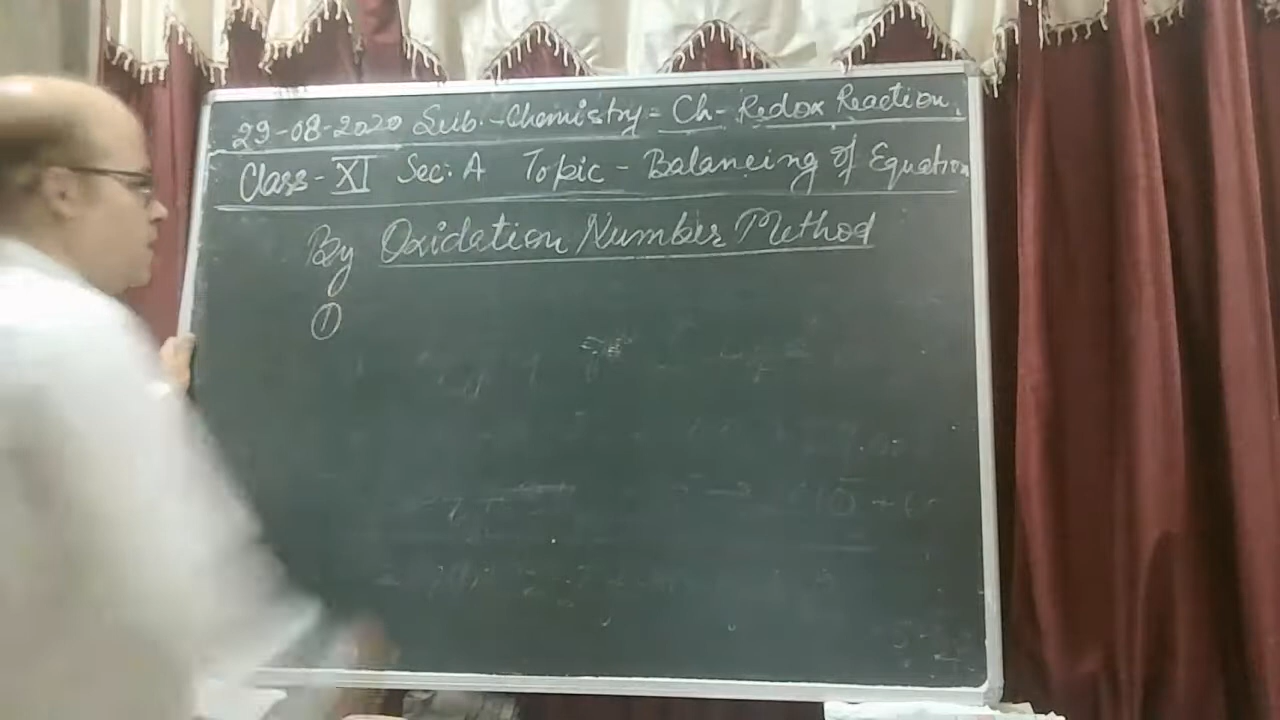 29-08-2020 Sub.-Chemistry- Ch- Redox Reaction.
Class- XI Sec: A Topic - Balancing of Equation
By Oxidation Number Method
①